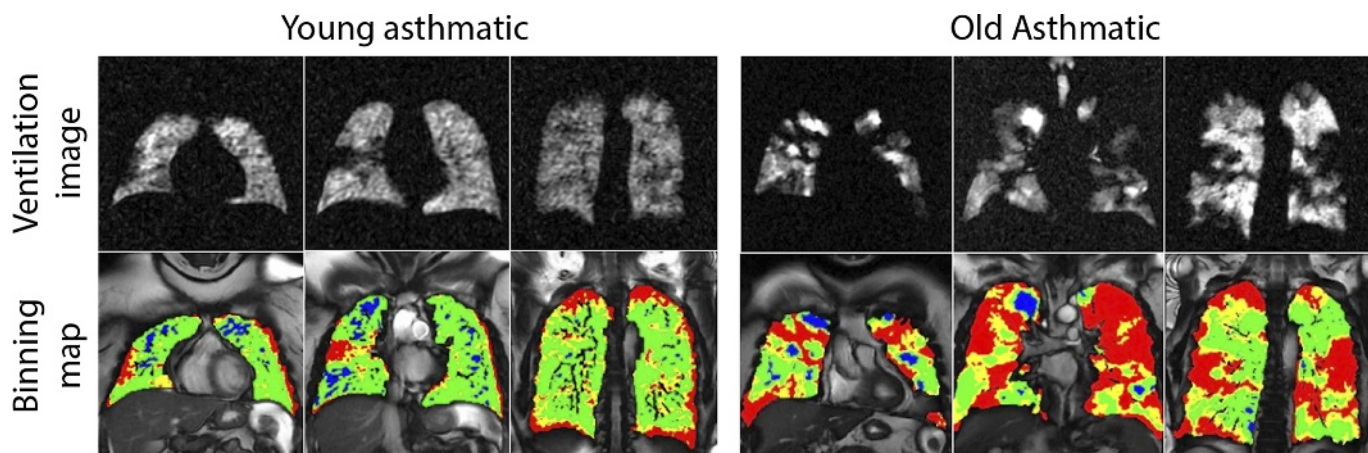 Young asthmatic
Old Asthmatic
Ventilation
image
Binning
map